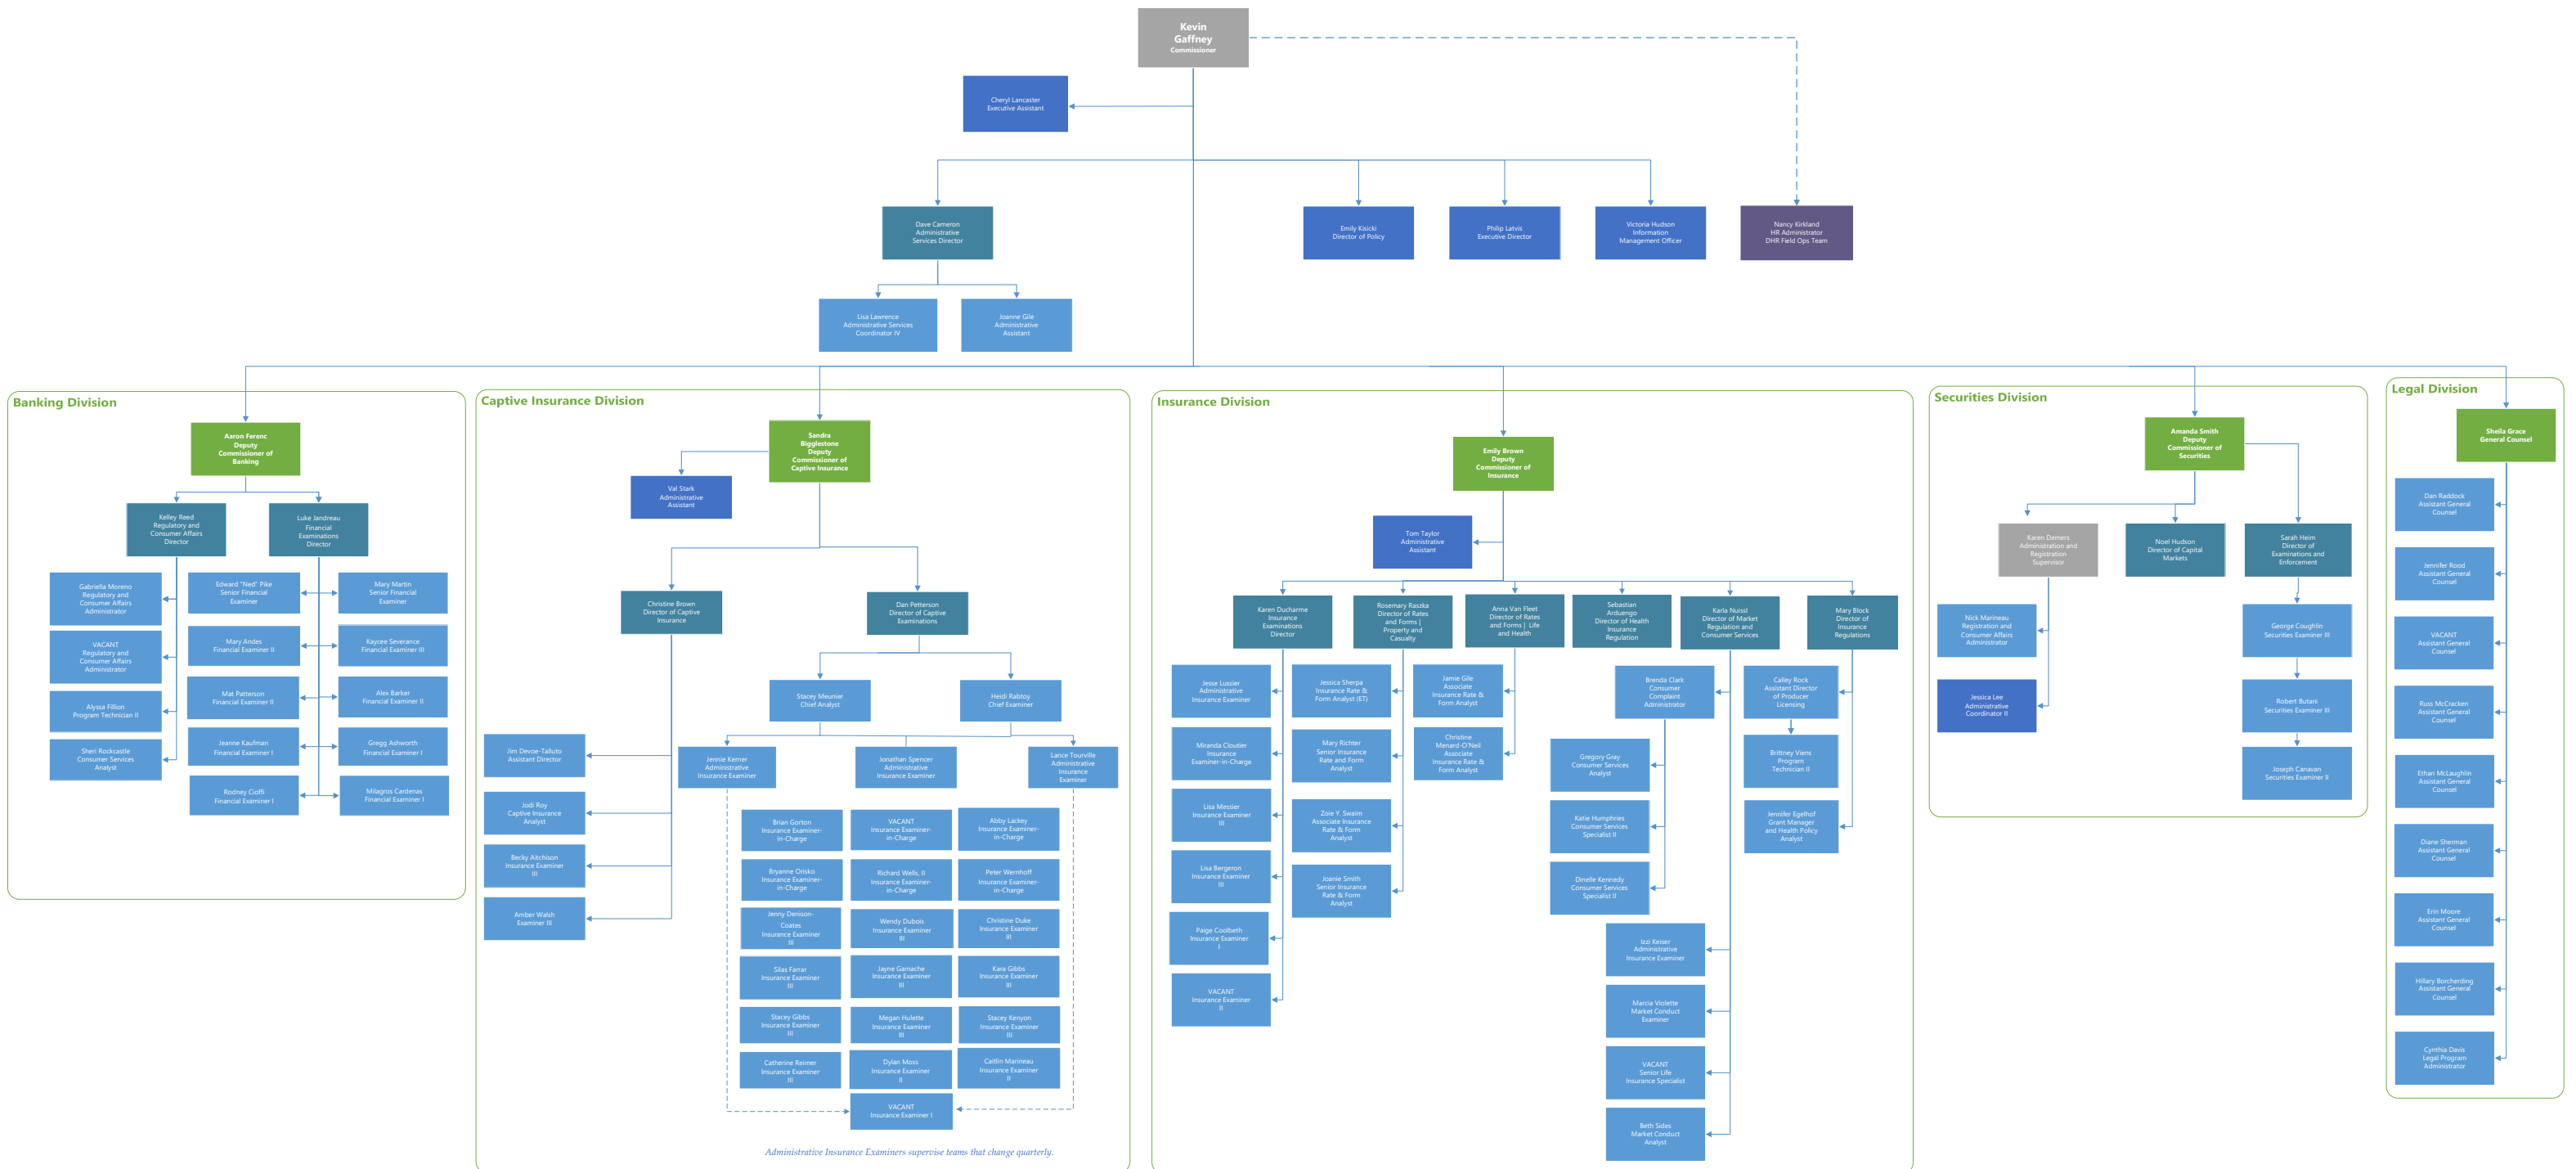 Kevin
Gaffney
Commissioner
Cheryl Lancaster
Executive Assistant
Dave Cameron
Administrative
Services Director
Emily Kisicki
Director of Policy
Philip Latvis
Executive Director
Victoria Hudson
Information
Management Officer
Nancy Kirkland
HR Administrator
DHR Field Ops Team
Lisa Lawrence
Administrative Services
Coordinator IV
Joanne Gile
Administrative
Assistant
Banking Division
Aaron Ferenc
Deputy
Commissioner of
Banking
Kelley Reed
Regulatory and
Consumer Affairs
Director
Luke Jandreau
Financial
Examinations
Director
Gabriella Moreno
Regulatory and
Consumer Affairs
Administrator
VACANT
Regulatory and
Consumer Affairs
Administrator
Alyssa Fillion
Program Technician II
Sheri Rockcastle
Consumer Services
Analyst
Edward "Ned" Pike
Senior Financial
Examiner
Mary Martin
Senior Financial
Examiner
Mary Andes
Financial Examiner II
Kaycee Severance
Financial Examiner III
Mat Patterson
Financial Examiner II
Alex Barker
Financial Examiner II
Jeanne Kaufman
Financial Examiner I
Gregg Ashworth
Financial Examiner I
Rodney Cioffi
Financial Examiner I
Milagros Cardenas
Financial Examiner I
Captive Insurance Division
Sandra
Bigglestone
Deputy
Commissioner of
Captive Insurance
Val Stark
Administrative
Assistant
Christine Brown
Director of Captive
Insurance
Dan Petterson
Director of Captive
Examinations
Stacey Meunier
Chief Analyst
Heidi Rabtoy
Chief Examiner
Jim Devoe-Talluto
Assistant Director
Jodi Roy
Captive Insurance
Analyst
Becky Aitchison
Insurance Examiner
III
Amber Walsh
Examiner III
Jennie Kerner
Administrative
Insurance Examiner
Jonathan Spencer
Administrative
Insurance Examiner
Lance Tourville
Administrative
Insurance
Examiner
Brian Gorton
Insurance Examiner-
in-Charge
VACANT
Insurance Examiner-
in-Charge
Abby Lackey
Insurance Examiner-
in-Charge
Bryanne Orisko
Insurance Examiner-
in-Charge
Richard Wells, II
Insurance Examiner-
in-Charge
Peter Wernhoff
Insurance Examiner-
in-Charge
Jenny Denison-
Coates
Insurance Examiner
III
Wendy Dubois
Insurance Examiner
III
Christine Duke
Insurance Examiner
III
Silas Farrar
Insurance Examiner
III
Jayne Gamache
Insurance Examiner
III
Kara Gibbs
Insurance Examiner
III
Stacey Gibbs
Insurance Examiner
III
Megan Hulette
Insurance Examiner
III
Stacey Kenyon
Insurance Examiner
III
Catherine Reimer
Insurance Examiner
III
Dylan Moss
Insurance Examiner
II
Caitlin Marineau
Insurance Examiner
II
VACANT
Insurance Examiner I
Administrative Insurance Examiners supervise teams that change quarterly.
Insurance Division
Emily Brown
Deputy
Commissioner of
Insurance
Tom Taylor
Administrative
Assistant
Karen Ducharme
Insurance
Examinations
Director
Rosemary Raszka
Director of Rates
and Forms |
Property and
Casualty
Anna Van Fleet
Director of Rates
and Forms | Life
and Health
Sebastian
Arduengo
Director of Health
Insurance
Regulation
Karla Nuissl
Director of Market
Regulation and
Consumer Services
Mary Block
Director of
Insurance
Regulations
Jesse Lussier
Administrative
Insurance Examiner
Miranda Cloutier
Insurance
Examiner-in-Charge
Lisa Messier
Insurance Examiner
III
Lisa Bergeron
Insurance Examiner
III
Paige Coolbeth
Insurance Examiner
I
VACANT
Insurance Examiner
II
Jessica Sherpa
Insurance Rate &
Form Analyst (ET)
Mary Richter
Senior Insurance
Rate and Form
Analyst
Zoie Y. Swaim
Associate Insurance
Rate & Form
Analyst
Joanie Smith
Senior Insurance
Rate & Form
Analyst
Jamie Gile
Associate
Insurance Rate &
Form Analyst
Christine
Menard-O'Neil
Associate
Insurance Rate &
Form Analyst
Brenda Clark
Consumer
Complaint
Administrator
Gregory Gray
Consumer Services
Analyst
Katie Humphries
Consumer Services
Specialist II
Dinelle Kennedy
Consumer Services
Specialist II
Izzi Keiser
Administrative
Insurance Examiner
Marcia Violette
Market Conduct
Examiner
VACANT
Senior Life
Insurance Specialist
Beth Sides
Market Conduct
Analyst
Calley Rock
Assistant Director
of Producer
Licensing
Brittney Viens
Program
Technician II
Jennifer Egelhof
Grant Manager
and Health Policy
Analyst
Securities Division
Amanda Smith
Deputy
Commissioner of
Securities
Karen Demers
Administration and
Registration
Supervisor
Noel Hudson
Director of Capital
Markets
Sarah Heim
Director of
Examinations and
Enforcement
Nick Marineau
Registration and
Consumer Affairs
Administrator
Jessica Lee
Administrative
Coordinator II
George Coughlin
Securities Examiner III
Robert Butani
Securities Examiner III
Joseph Canavan
Securities Examiner II
Legal Division
Sheila Grace
General Counsel
Dan Raddock
Assistant General
Counsel
Jennifer Rood
Assistant General
Counsel
VACANT
Assistant General
Counsel
Russ McCracken
Assistant General
Counsel
Ethan McLaughlin
Assistant General
Counsel
Diane Sherman
Assistant General
Counsel
Erin Moore
Assistant General
Counsel
Hillary Borcherding
Assistant General
Counsel
Cynthia Davis
Legal Program
Administrator